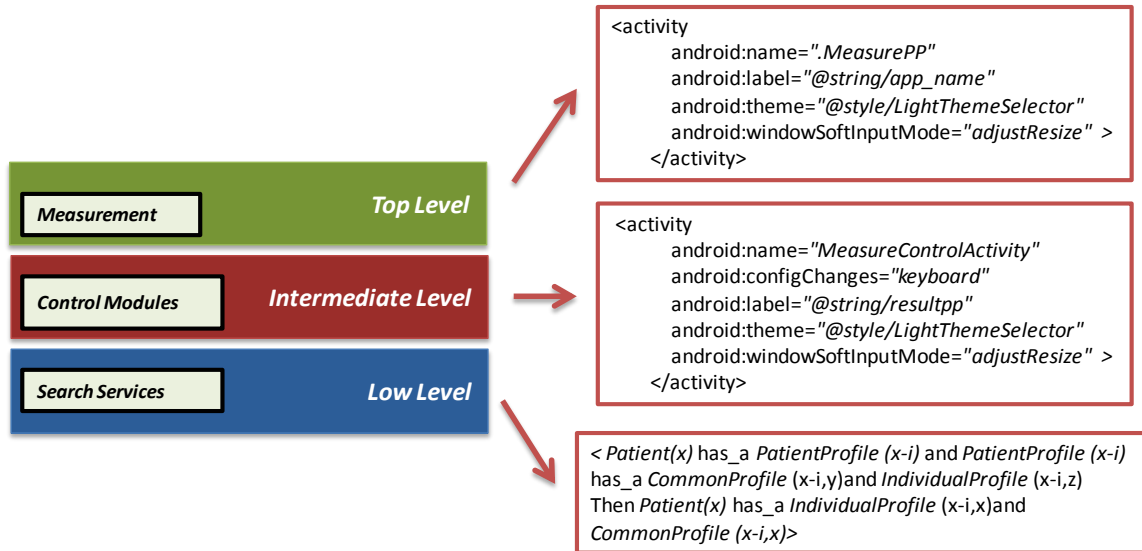 <activity
android:name=".MeasurePP"
android:label="@string/app_name"
android:theme="@style/LightThemeSelector"
android:windowSoftInputMode="adjustResize" >
</activity>
Measurement
Top Level
<activity
android:name="MeasureControlActivity"
android:configChanges="keyboard"
android:label="@string/resultpp"
android:theme="@style/LightThemeSelector"
android:windowSoftInputMode="adjustResize" >
</activity>
Control Modules
Intermediate Level
Search Services
Low Level
< Patient(x) has_a PatientProfile (x-i) and PatientProfile (x-i)
has_a CommonProfile (x-i,y)and IndividualProfile (x-i,z)
Then Patient(x) has_a IndividualProfile (x-i,x)and
CommonProfile (x-i,x)>